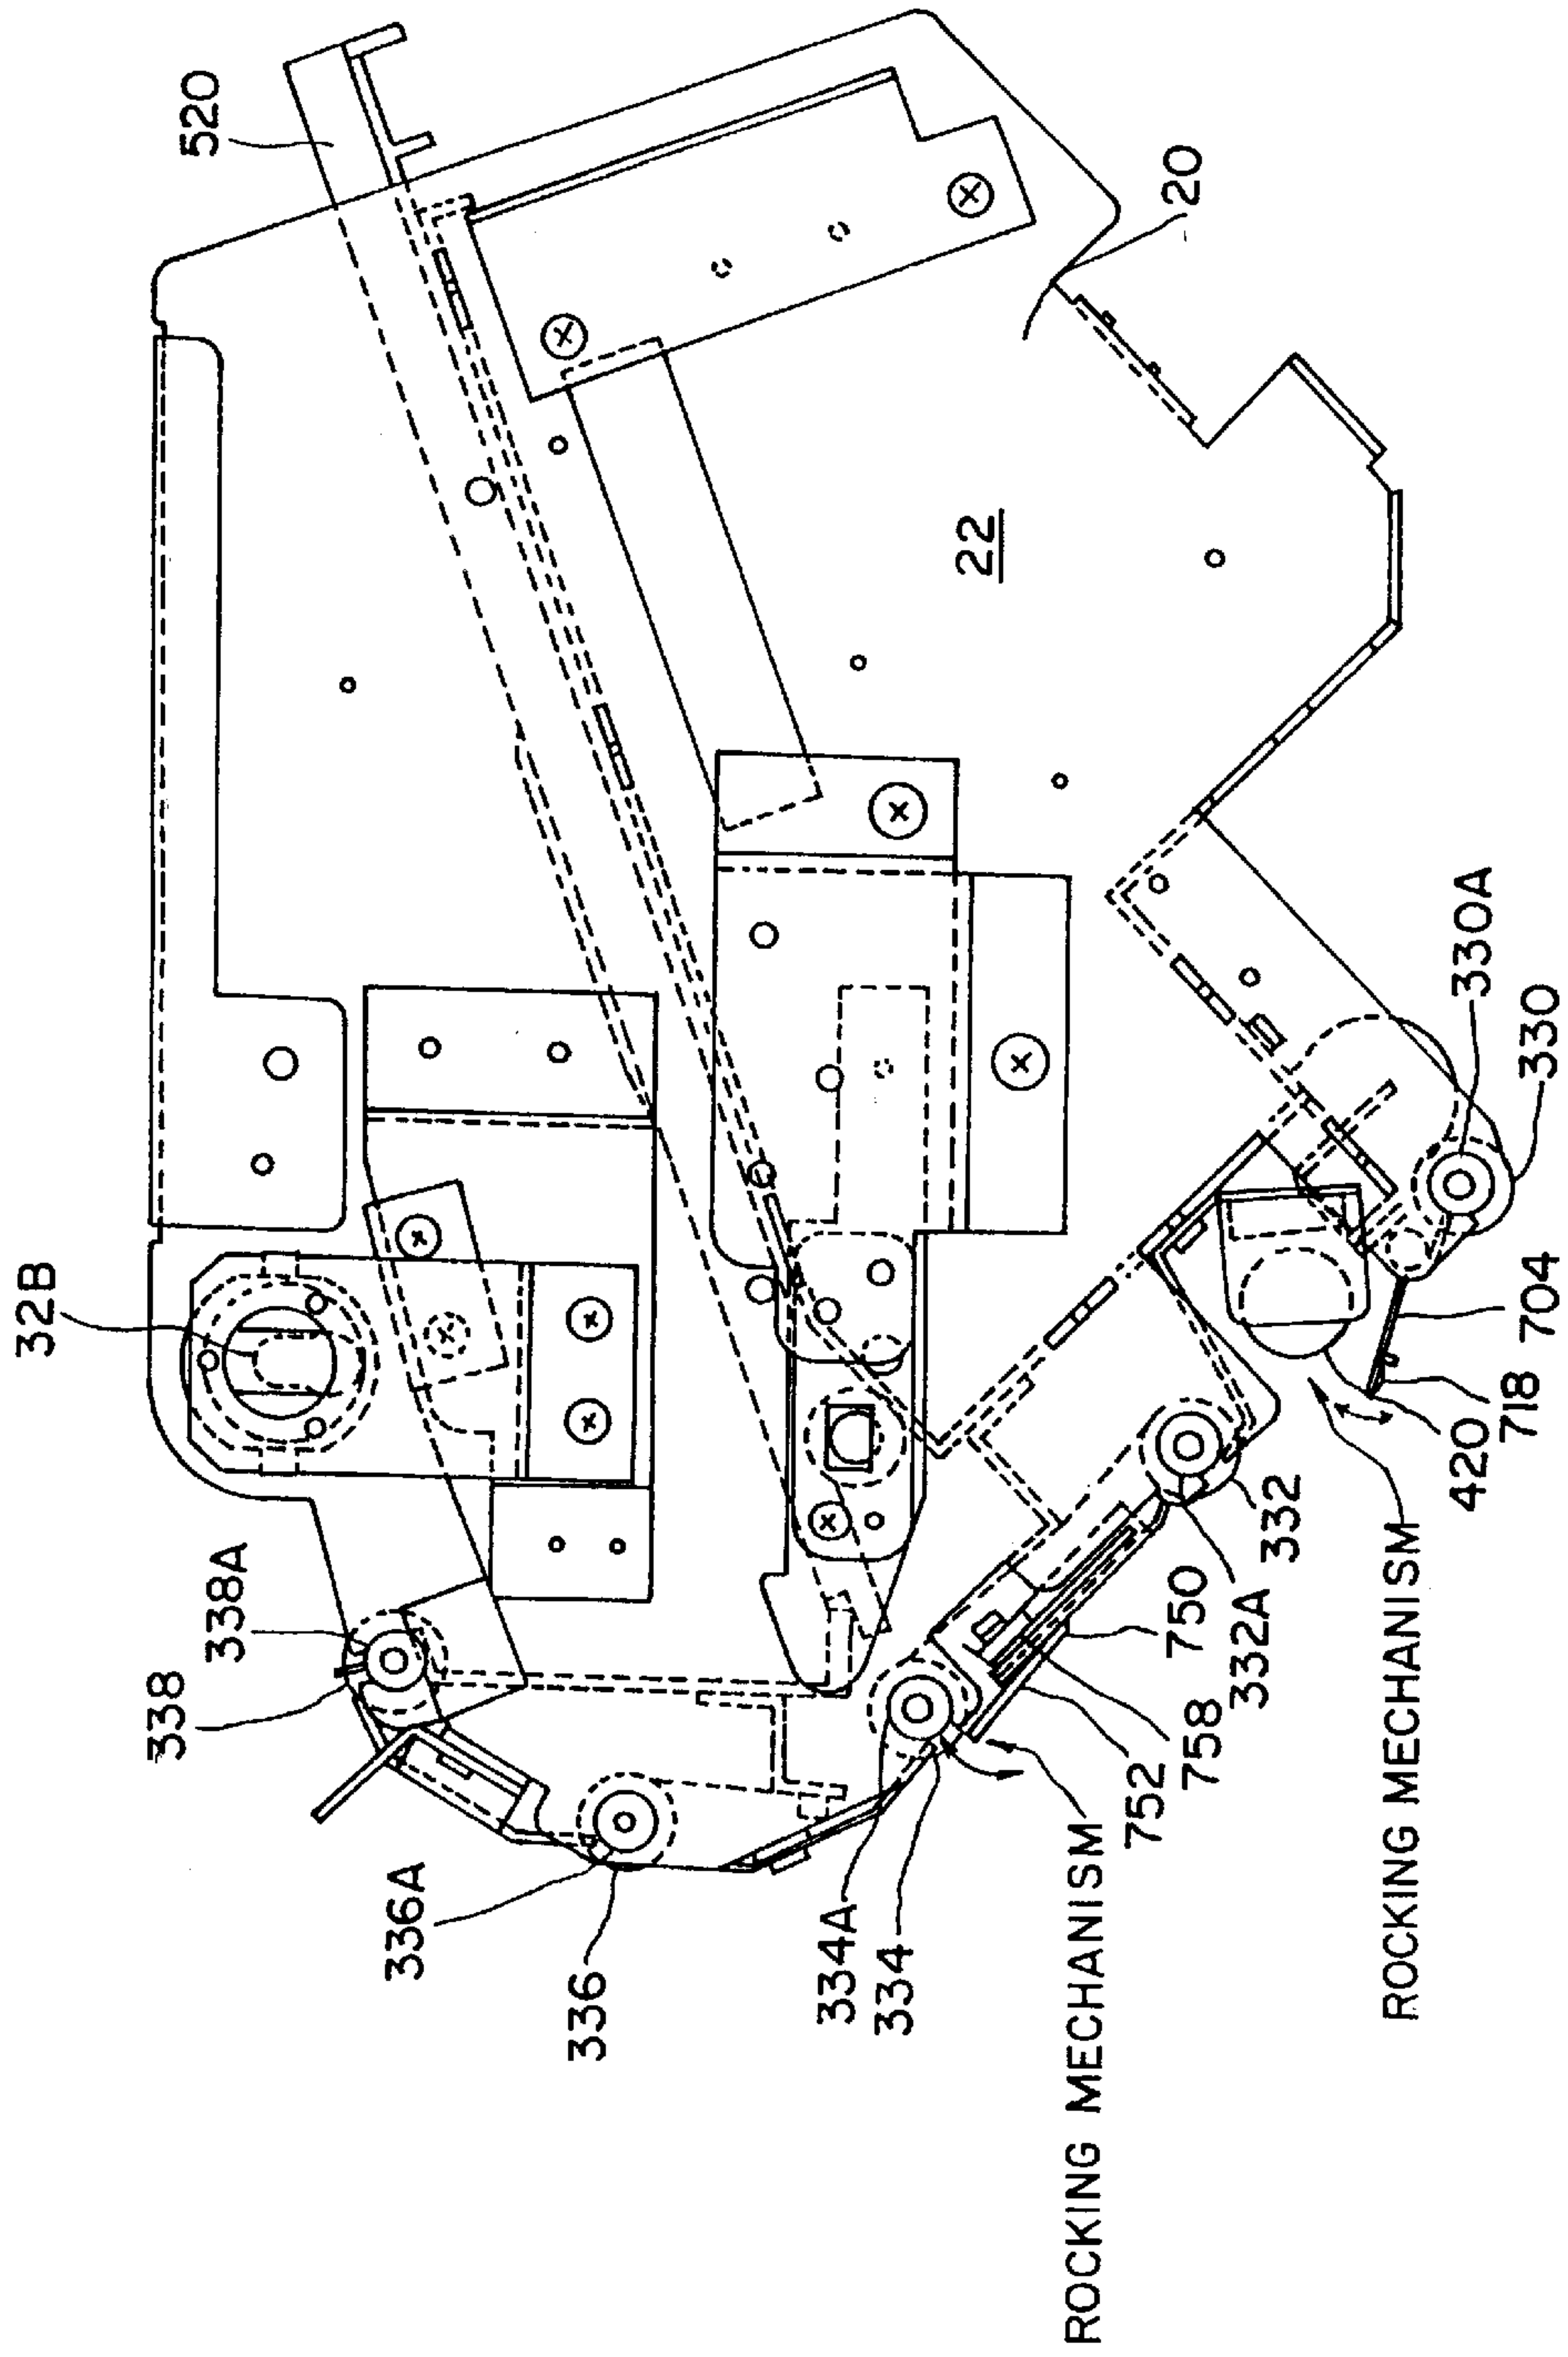 520
20
22
32B
330A
330
704
718
420
ROCKING MECHANISM
332
332A
750
758
752
ROCKING MECHANISM
338A
338
336A
336
334A
334